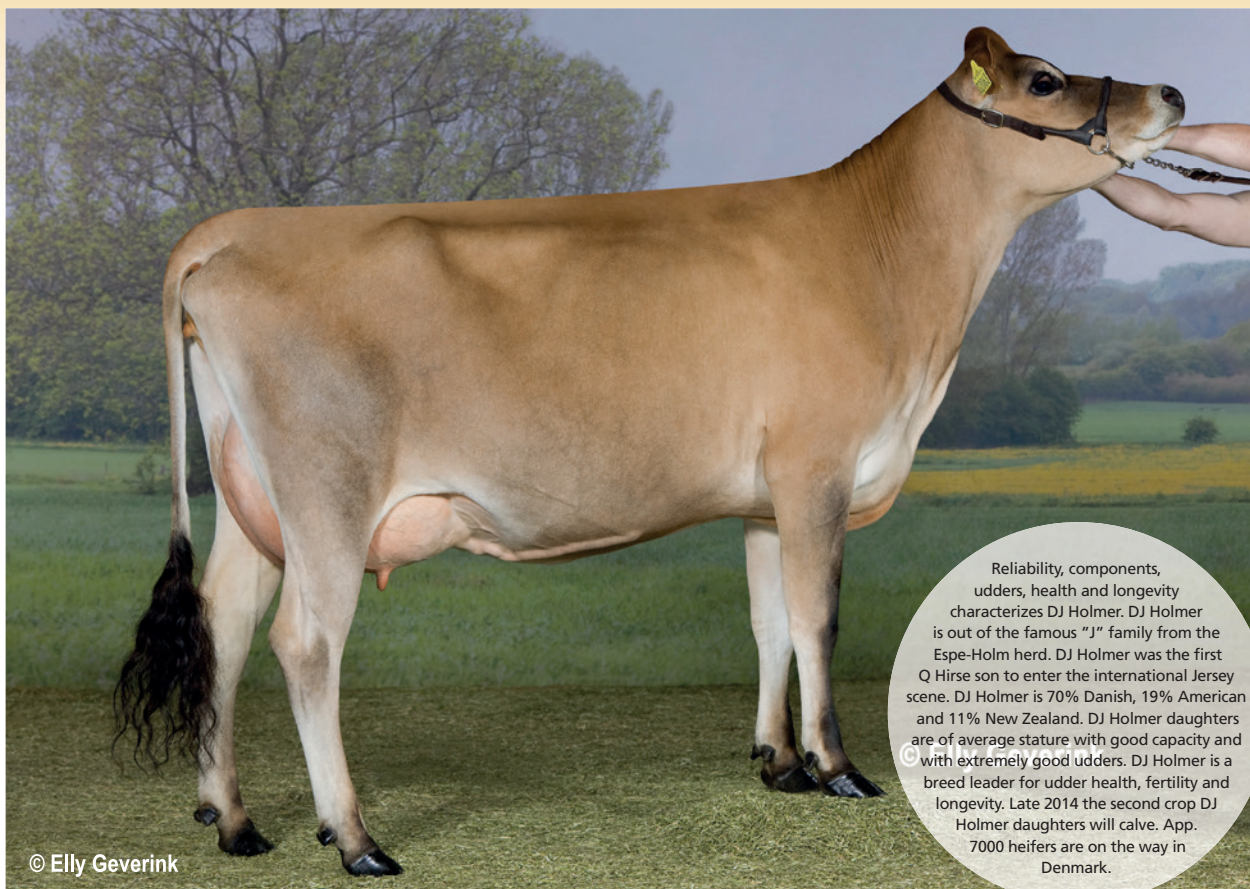 Reliability, components,
udders, health and longevity
characterizes DJ Holmer. DJ Holmer
is out of the famous ”J” family from the
Espe-Holm herd. DJ Holmer was the first
Q Hirse son to enter the international Jersey
scene. DJ Holmer is 70% Danish, 19% American
and 11% New Zealand. DJ Holmer daughters
are of average stature with good capacity and
© Elly Geverink
with extremely good udders. DJ Holmer is a
breed leader for udder health, fertility and
longevity. Late 2014 the second crop DJ
Holmer daughters will calve. App.
7000 heifers are on the way in
Denmark.
© Elly Geverink